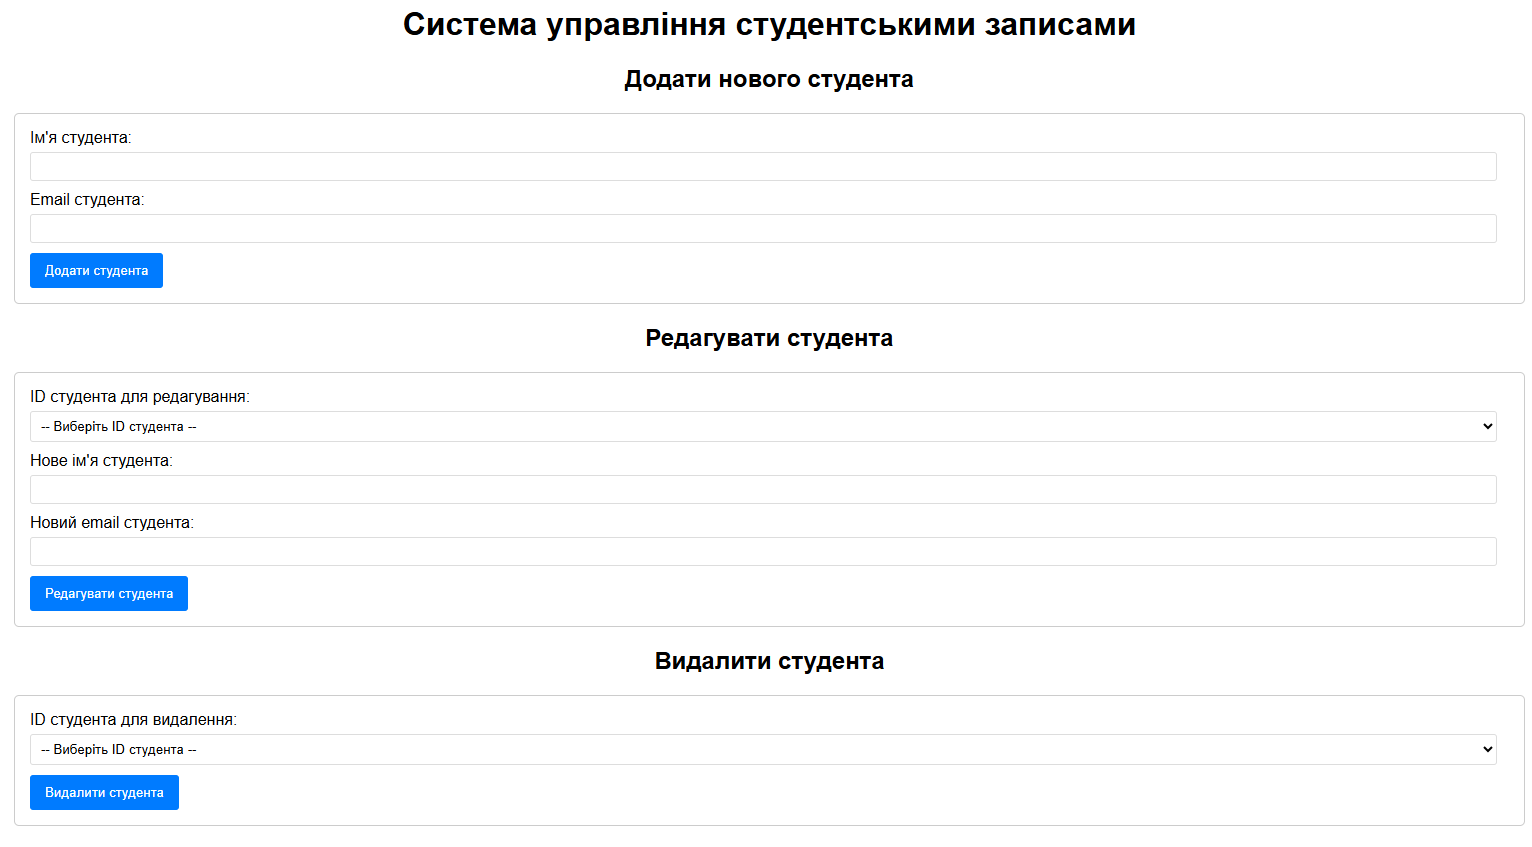 Система управління студентськими записами
Додати нового студента
Ім'я студента:
Email студента:
Додати студента
Редагувати студента
ID студента для редагування:
-- Виберіть ID студента --
Нове ім'я студента:
Новий email студента:
Редагувати студента
Видалити студента
ID студента для видалення:
-- Виберіть ID студента --
Видалити студента